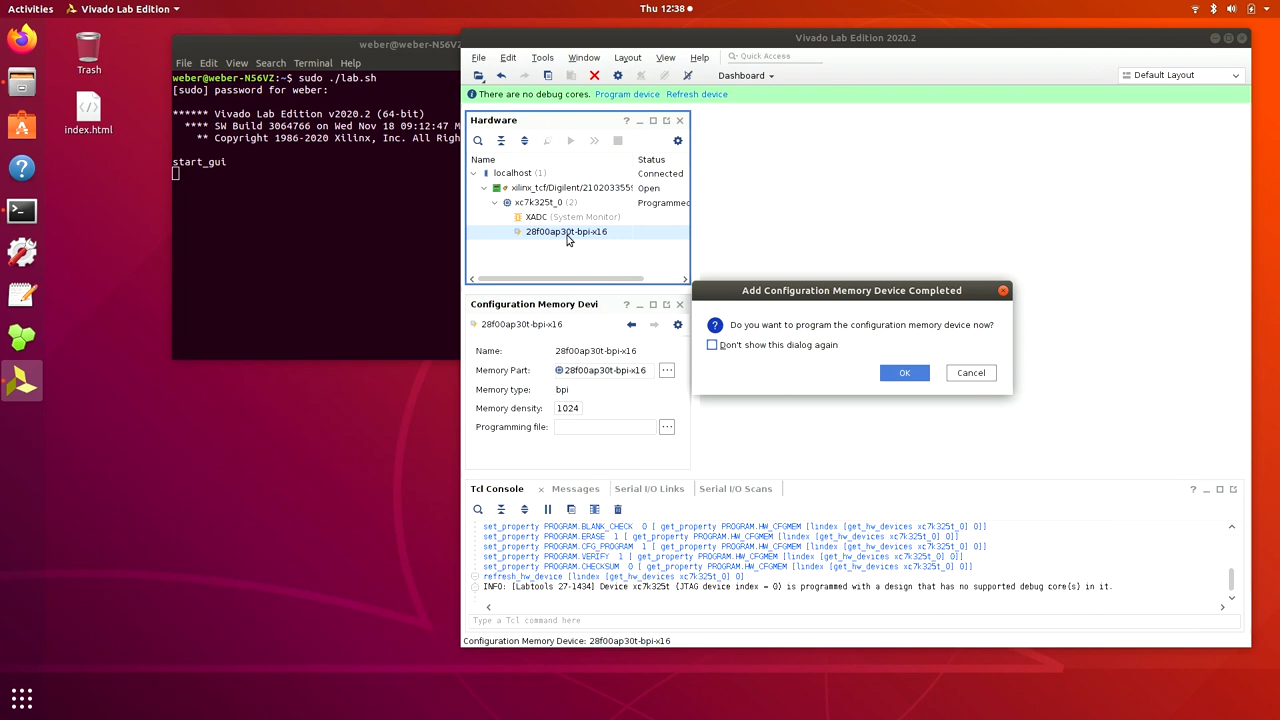 Activities
Vivado Lab Edition
Thu 12:38
Trash
index.html
weber@weber-N56VZ
File Edit View Search Terminal Help
weber@weber-N56VZ:~$ sudo ./lab.sh
[sudo] password for weber:
****** Vivado Lab Edition v2020.2 (64-bit)
**** SW Build 3064766 on Wed Nov 18 09:12:47 M
** Copyright 1986-2020 Xilinx, Inc. All Righ
start_gui
Vivado Lab Edition 2020.2
File Edit Tools Window Layout View Help
Quick Access
Dashboard
Default Layout
There are no debug cores. Program device Refresh device
Hardware
Name Status
localhost (1) Connected
xilinx_tcf/Digilent/2102033559 Open
xc7k325t_0 (2) Programmed
XADC (System Monitor)
28f00ap30t-bpi-x16
Configuration Memory Devi
28f00ap30t-bpi-x16
Name: 28f00ap30t-bpi-x16
Memory Part: 28f00ap30t-bpi-x16
Memory type: bpi
Memory density: 1024
Programming file:
Add Configuration Memory Device Completed
Do you want to program the configuration memory device now?
Don't show this dialog again
OK Cancel
Tcl Console Messages Serial I/O Links Serial I/O Scans
set_property PROGRAM.BLANK_CHECK 0 [ get_property PROGRAM.HW_CFGMEM [lindex [get_hw_devices xc7k325t_0] 0]]
set_property PROGRAM.ERASE 1 [ get_property PROGRAM.HW_CFGMEM [lindex [get_hw_devices xc7k325t_0] 0]]
set_property PROGRAM.CFG_PROGRAM 1 [ get_property PROGRAM.HW_CFGMEM [lindex [get_hw_devices xc7k325t_0] 0]]
set_property PROGRAM.VERIFY 1 [ get_property PROGRAM.HW_CFGMEM [lindex [get_hw_devices xc7k325t_0] 0]]
set_property PROGRAM.CHECKSUM 0 [ get_property PROGRAM.HW_CFGMEM [lindex [get_hw_devices xc7k325t_0] 0]]
refresh_hw_device [lindex [get_hw_devices xc7k325t_0] 0]
INFO: [Labtools 27-1434] Device xc7k325t (JTAG device index = 0) is programmed with a design that has no supported debug core(s) in it.
Type a Tcl command here
Configuration Memory Device: 28f00ap30t-bpi-x16